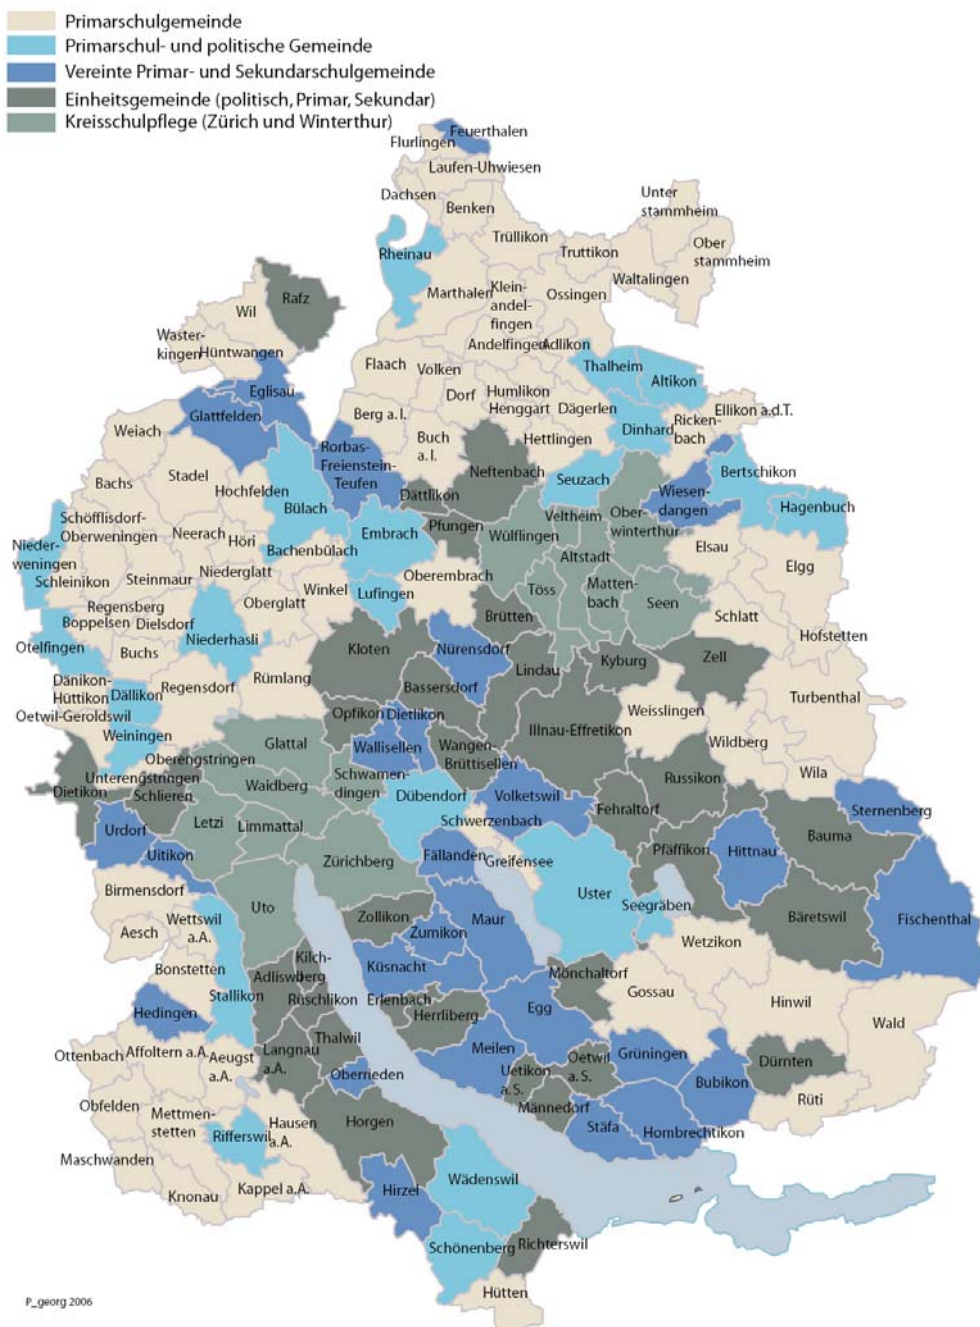 Primarschulgemeinde
Primarschul- und politische Gemeinde
Vereinte Primar- und Sekundarschulgemeinde
Einheitsgemeinde (politisch, Primar, Sekundar)
Kreisschulpflege (Zürich und Winterthur)
Feuerthalen
Flurlingen
Laufen-Uhwiesen
Dachsen
Benken
Unter
stammheim
Trüllikon
Ober
stammheim
Rheinau
Truttikon
Waltalingen
Marthalen
Klein-
andel-
fingen
Ossingen
Rafz
Wil
Waster-
kingen
Hüntwangen
Andelfingen
Adlikon
Flaach
Volken
Thalheim
Altikon
Eglisau
Dorf
Humlikon
Henggart
Dägerlen
Glattfelden
Berg a.I.
Ellikon a.d.T.
Ricken-
bach
Dinhard
Weiach
Buch
a.I.
Hettlingen
Rorbas-
Freienstein-
Teufen
Stadel
Neftenbach
Bertschikon
Bachs
Hochfelden
Seuzach
Wiesen-
dangen
Hagenbuch
Dättlikon
Bülach
Schöfflisdorf-
Oberweningen
Neerach
Höri
Embrach
Pfungen
Wülflingen
Veltheim
Ober-
winterthur
Nieder-
weningen
Bachenbülach
Altstadt
Elsau
Elgg
Schleinikon
Steinmaur
Niederglatt
Oberembrach
Winkel
Lufingen
Töss
Matten-
bach
Seen
Regensberg
Boppelsen
Dielsdorf
Oberglatt
Brütten
Schlatt
Otelfingen
Niederhasli
Hofstetten
Buchs
Kloten
Nürensdorf
Lindau
Kyburg
Zell
Dänikon-
Hüttikon
Dällikon
Regensdorf
Rümlang
Bassersdorf
Turbenthal
Oetwil-Geroldswil
Opfikon
Dietlikon
Illnau-Effretikon
Weisslingen
Weiningen
Glattal
Wallisellen
Wangen-
Brüttisellen
Wildberg
Oberengstringen
Unterengstringen
Waidberg
Schwamen-
dingen
Russikon
Wila
Dietikon
Schlieren
Dübendorf
Volketswil
Fehraltorf
Sternenberg
Urdorf
Letzi
Limmattal
Schwerzenbach
Bauma
Uitikon
Zürichberg
Fällanden
Greifensee
Pfäffikon
Hittnau
Birmensdorf
Uster
Seegräben
Wettswil
a.A.
Uto
Zollikon
Maur
Bäretswil
Fischenthal
Aesch
Zumikon
Wetzikon
Bonstetten
Kilch-
berg
Küsnacht
Adliswil
Mönchaltorf
Stallikon
Rüschlikon
Erlenbach
Gossau
Hinwil
Hedingen
Herrliberg
Egg
Wald
Thalwil
Ottenbach
Affoltern a.A.
Aeugst
a.A.
Langnau
a.A.
Meilen
Oetwil
a.S.
Grüningen
Dürnten
Oberrieden
Uetikon
a.S.
Bubikon
Obfelden
Mettmen-
stetten
Hausen
a.A.
Horgen
Männedorf
Rüti
Rifferswil
Stäfa
Hombrechtikon
Maschwanden
Wädenswil
Knonau
Kappel a.A.
Hirzel
Schönenberg
Richterswil
Hütten
P_georg 2006